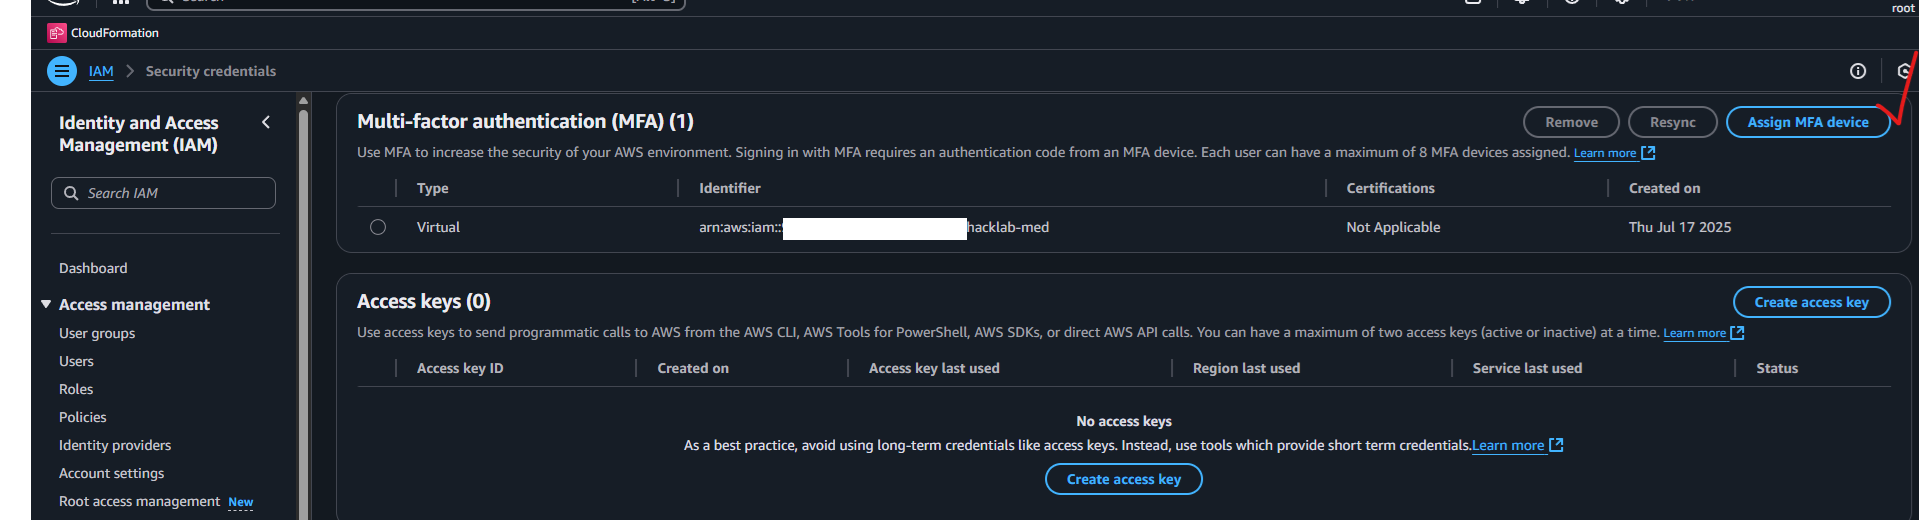 root
CloudFormation
IAM > Security credentials
Identity and Access
Management (IAM)
Search IAM
Dashboard
Access management
User groups
Users
Roles
Policies
Identity providers
Account settings
Root access management New
Multi-factor authentication (MFA) (1)
Remove
Resync
Assign MFA device
Use MFA to increase the security of your AWS environment. Signing in with MFA requires an authentication code from an MFA device. Each user can have a maximum of 8 MFA devices assigned. Learn more
Type Identifier Certifications Created on
Virtual arn:aws:iam:: hacklab-med Not Applicable Thu Jul 17 2025
Access keys (0)
Create access key
Use access keys to send programmatic calls to AWS from the AWS CLI, AWS Tools for PowerShell, AWS SDKs, or direct AWS API calls. You can have a maximum of two access keys (active or inactive) at a time. Learn more
Access key ID Created on Access key last used Region last used Service last used Status
No access keys
As a best practice, avoid using long-term credentials like access keys. Instead, use tools which provide short term credentials. Learn more
Create access key